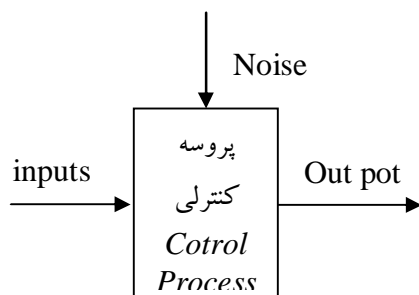 Noise
inputs
پروسه
کنترلی
Cotrol
Process
Out pot